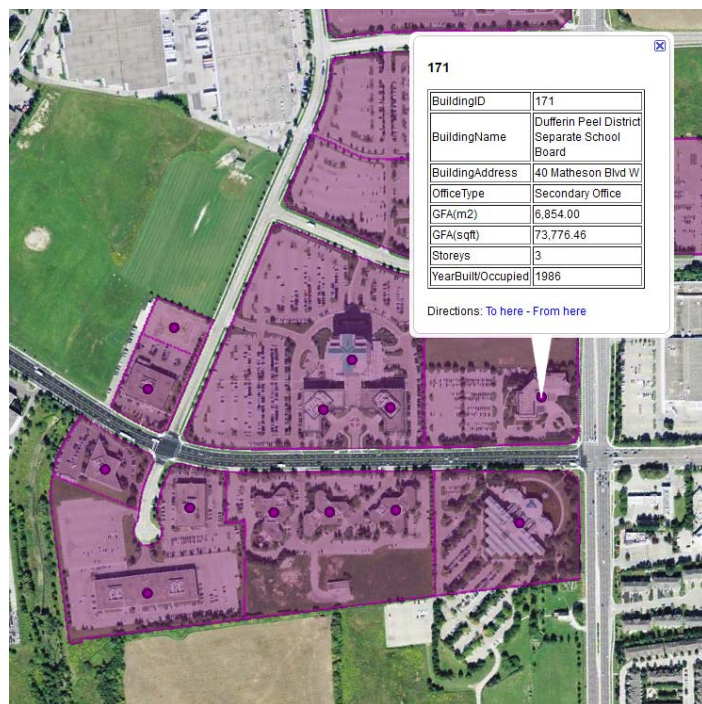 171
BuildingID 171
BuildingName Dufferin Peel District
Separate School
Board
BuildingAddress 40 Matheson Blvd W
OfficeType Secondary Office
GFA(m2) 6,854.00
GFA(sqft) 73,776.46
Storeys 3
YearBuilt/Occupied 1986
Directions: To here - From here